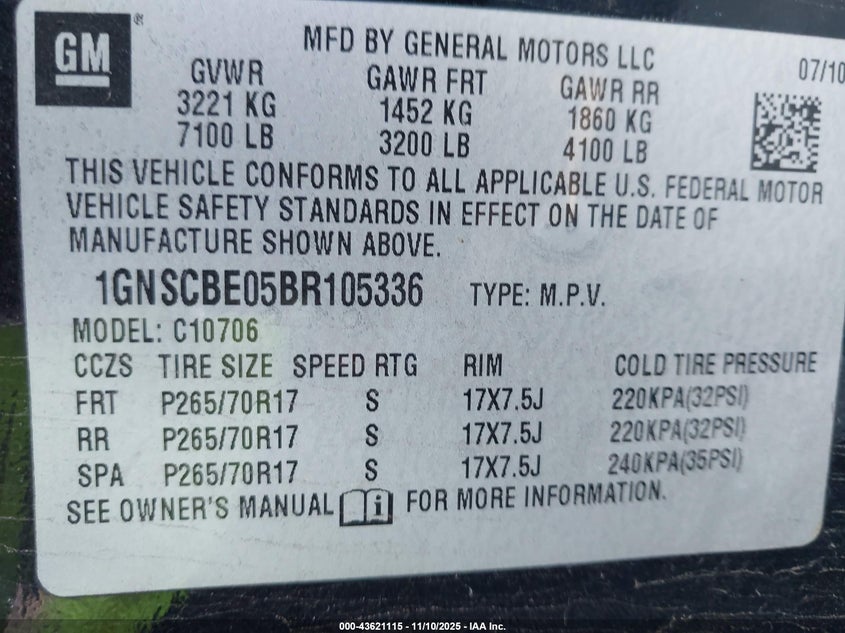 GM ®
MFD BY GENERAL MOTORS LLC
07/10
GVWR GAWR FRT GAWR RR
3221 KG 1452 KG 1860 KG
7100 LB 3200 LB 4100 LB
THIS VEHICLE CONFORMS TO ALL APPLICABLE U.S. FEDERAL MOTOR
VEHICLE SAFETY STANDARDS IN EFFECT ON THE DATE OF
MANUFACTURE SHOWN ABOVE.
1GNSCBE05BR105336 TYPE: M.P.V.
MODEL: C10706
CCZS TIRE SIZE SPEED RTG RIM COLD TIRE PRESSURE
FRT P265/70R17 S 17X7.5J 220KPA(32PSI)
RR P265/70R17 S 17X7.5J 220KPA(32PSI)
SPA P265/70R17 S 17X7.5J 240KPA(35PSI)
SEE OWNER'S MANUAL i FOR MORE INFORMATION.
000-43621115 - 11/10/2025 - IAA Inc.